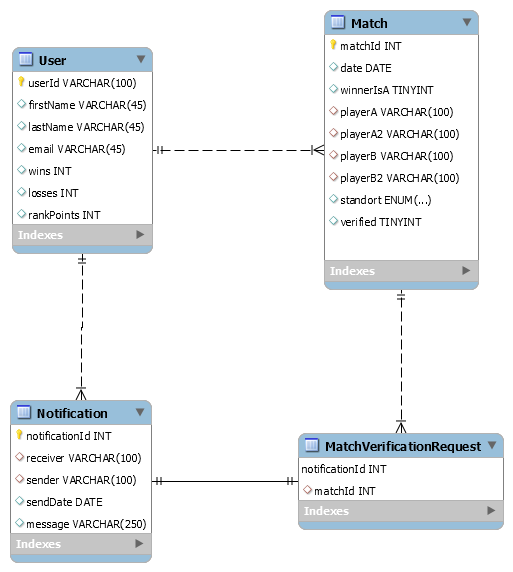 User
userId VARCHAR(100)
firstName VARCHAR(45)
lastName VARCHAR(45)
email VARCHAR(45)
wins INT
losses INT
rankPoints INT
Indexes
Match
matchId INT
date DATE
winnerIsA TINYINT
playerA VARCHAR(100)
playerA2 VARCHAR(100)
playerB VARCHAR(100)
playerB2 VARCHAR(100)
standort ENUM(...)
verified TINYINT
Indexes
Notification
notificationId INT
receiver VARCHAR(100)
sender VARCHAR(100)
sendDate DATE
message VARCHAR(250)
Indexes
MatchVerificationRequest
notificationId INT
matchId INT
Indexes